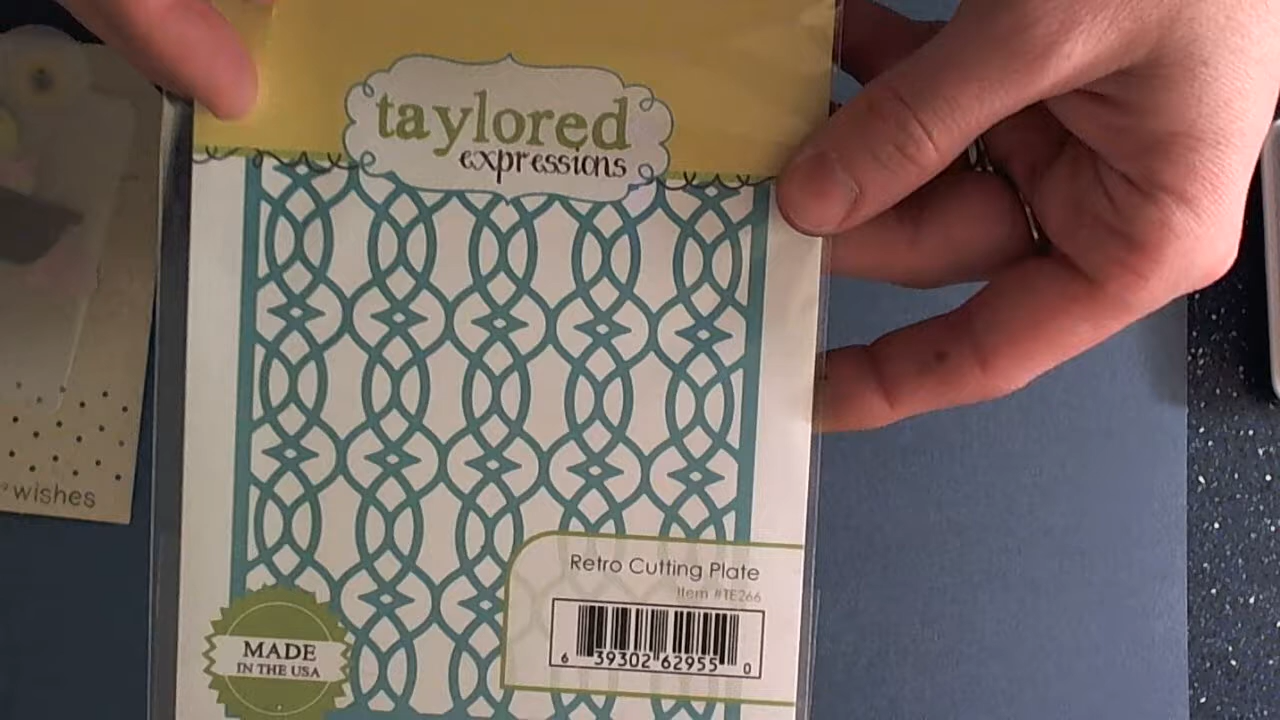 taylored
expressions
wishes
Retro Cutting Plate
Item #TE266
6 39302 62955 0
MADE
IN THE USA